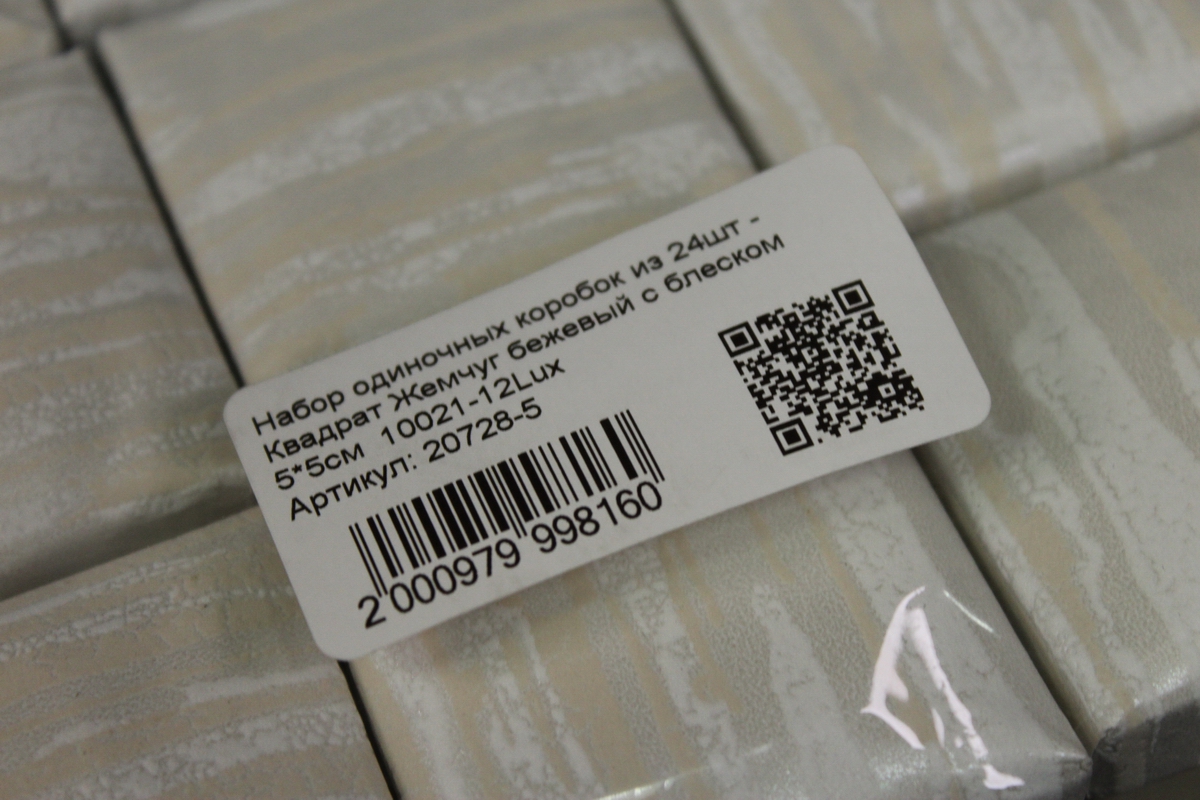 Набор одиночных коробок из 24шт -
Квадрат Жемчуг бежевый с блеском
5*5см 10021-12Lux
Артикул: 20728-5
2 000979 998160